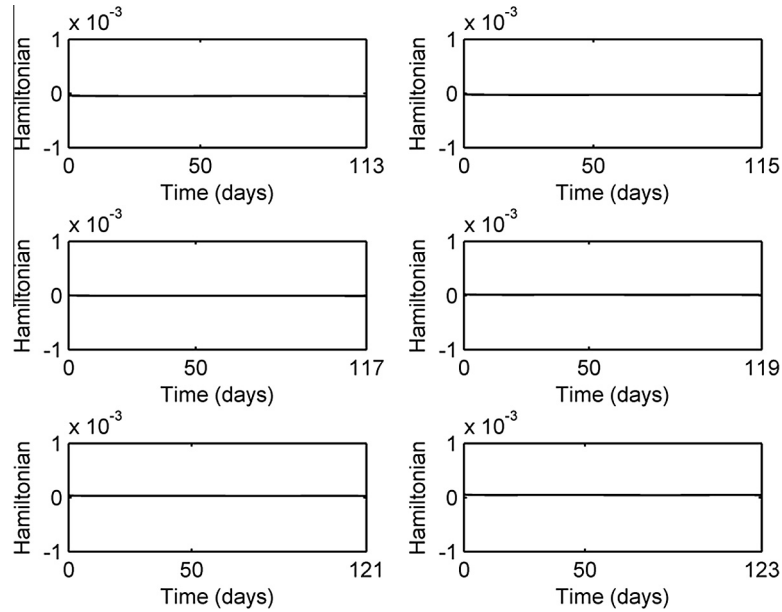 x 10-3
Hamiltonian
1
0
-1
0
50
113
Time (days)
x 10-3
Hamiltonian
1
0
-1
0
50
115
Time (days)
x 10-3
Hamiltonian
1
0
-1
0
50
117
Time (days)
x 10-3
Hamiltonian
1
0
-1
0
50
119
Time (days)
x 10-3
Hamiltonian
1
0
-1
0
50
121
Time (days)
x 10-3
Hamiltonian
1
0
-1
0
50
123
Time (days)